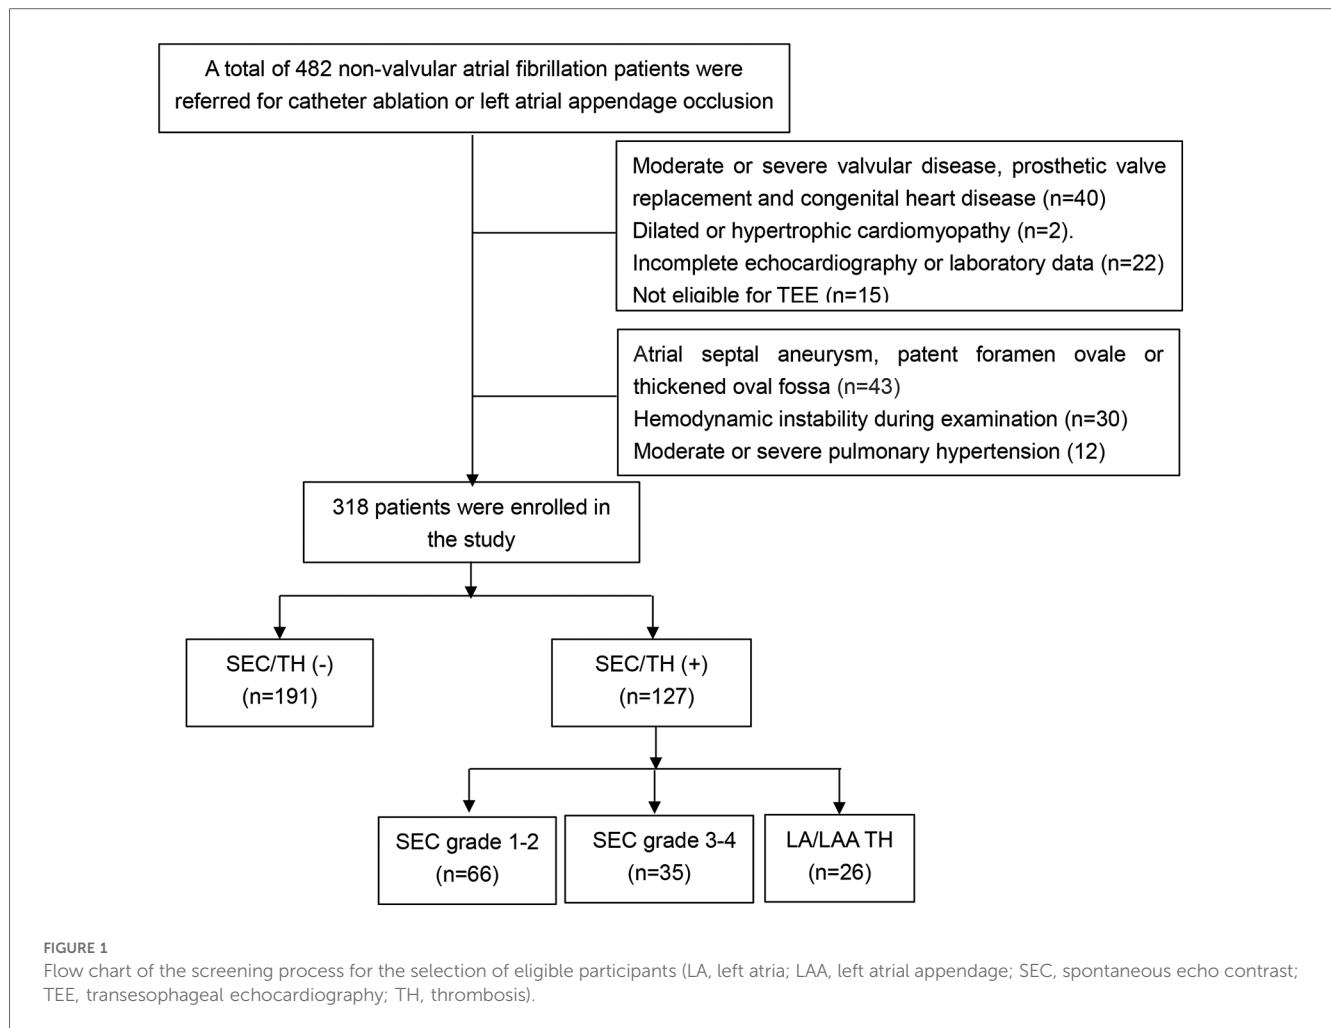 A total of 482 non-valvular atrial fibrillation patients were
referred for catheter ablation or left atrial appendage occlusion
Moderate or severe valvular disease, prosthetic valve
replacement and congenital heart disease (n=40)
Dilated or hypertrophic cardiomyopathy (n=2).
Incomplete echocardiography or laboratory data (n=22)
Not eligible for TEE (n=15)
Atrial septal aneurysm, patent foramen ovale or
thickened oval fossa (n=43)
Hemodynamic instability during examination (n=30)
Moderate or severe pulmonary hypertension (12)
318 patients were enrolled in
the study
SEC/TH (-)
(n=191)
SEC/TH (+)
(n=127)
SEC grade 1-2
(n=66)
SEC grade 3-4
(n=35)
LA/LAA TH
(n=26)
FIGURE 1
Flow chart of the screening process for the selection of eligible participants (LA, left atria; LAA, left atrial appendage; SEC, spontaneous echo contrast;
TEE, transesophageal echocardiography; TH, thrombosis).